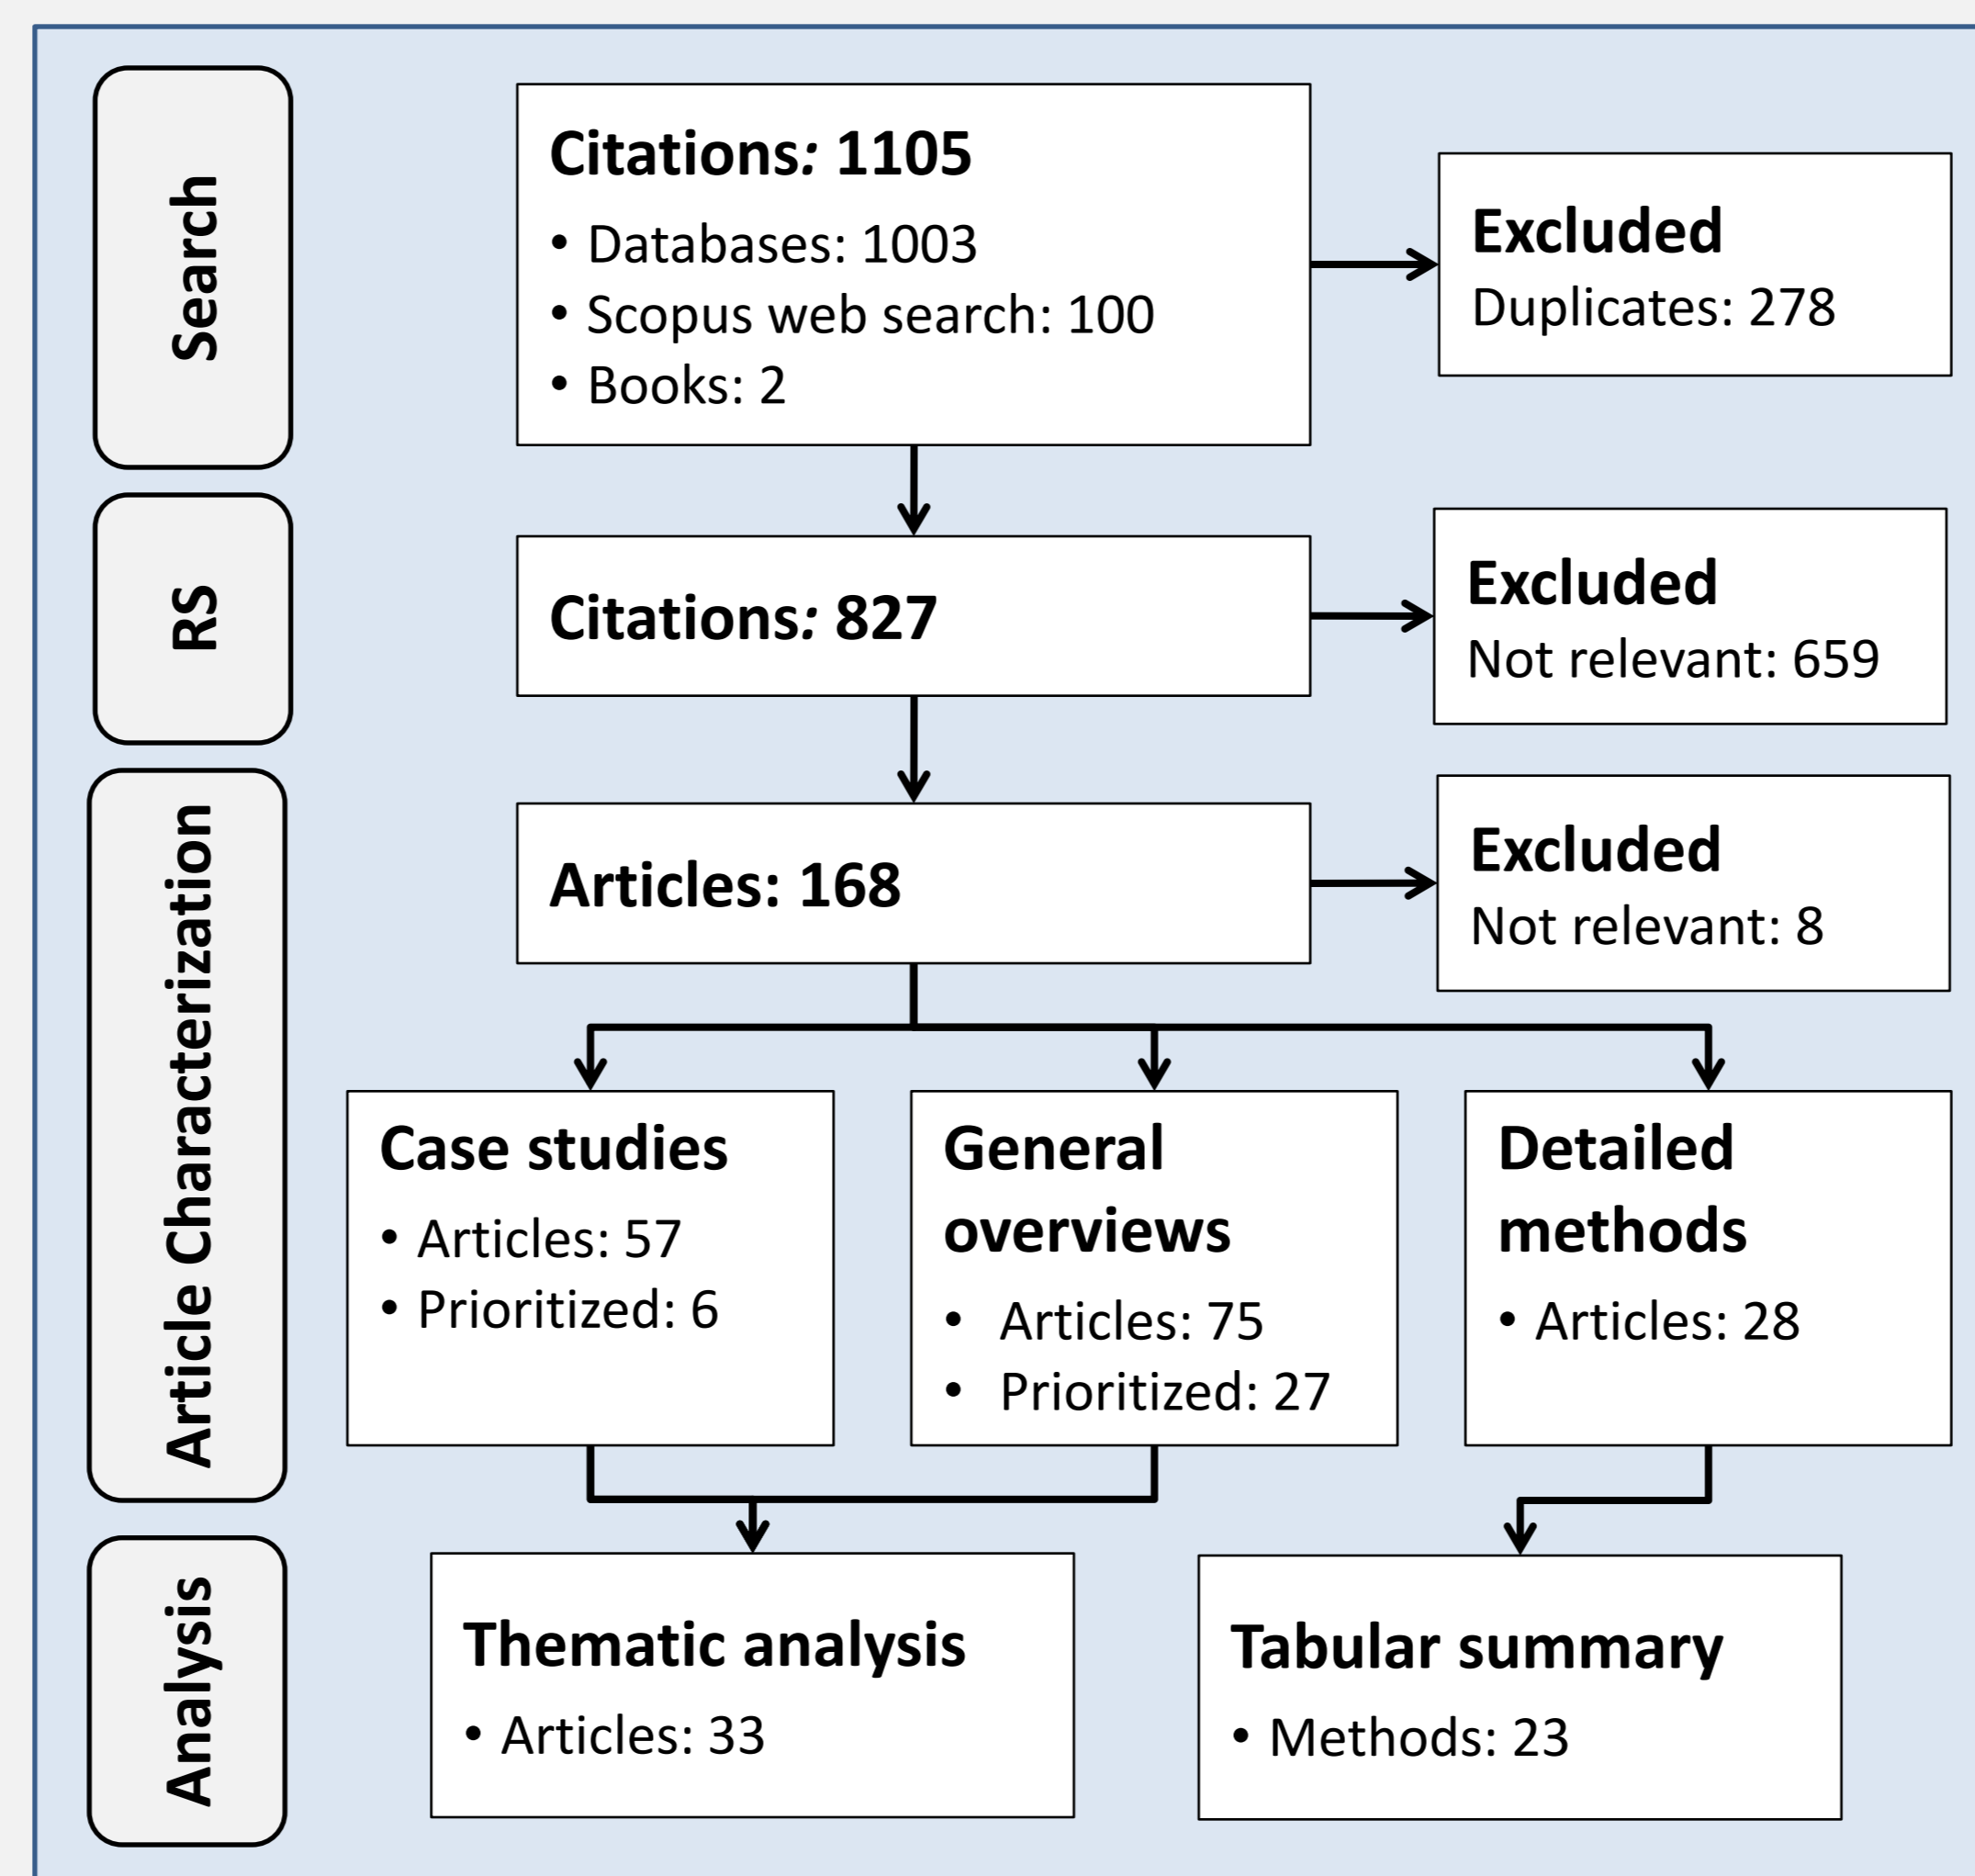 Search
Citations: 1105
• Databases: 1003
• Scopus web search: 100
• Books: 2
Excluded
Duplicates: 278
RS
Citations: 827
Excluded
Not relevant: 659
Article Characterization
Articles: 168
Excluded
Not relevant: 8
Case studies
• Articles: 57
• Prioritized: 6
General
overviews
• Articles: 75
• Prioritized: 27
Detailed
methods
• Articles: 28
Analysis
Thematic analysis
• Articles: 33
Tabular summary
• Methods: 23